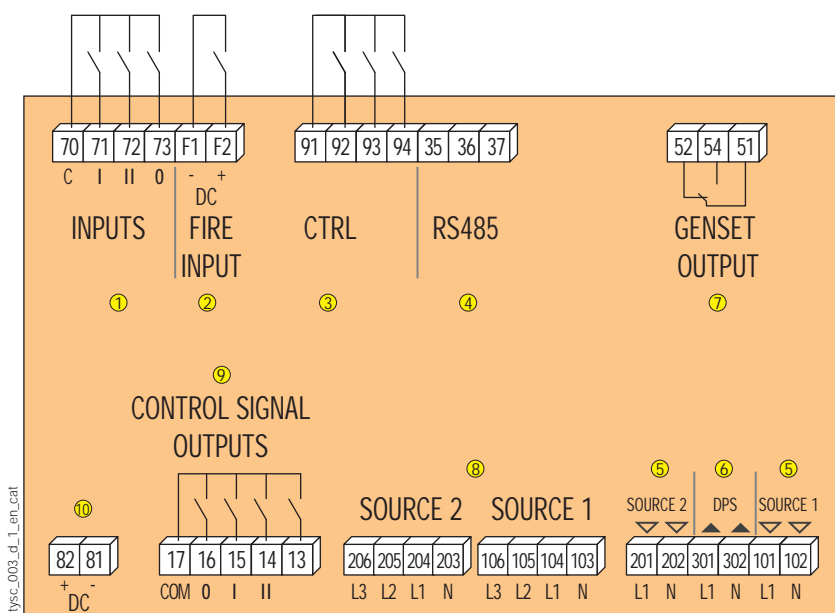 70 71 72 73 F1 F2
91 92 93 94 35 36 37
52 54 51
C I II 0 - +
DC
INPUTS
FIRE
INPUT
CTRL
RS485
GENSET
OUTPUT
1
2
3
4
7
9
CONTROL SIGNAL
OUTPUTS
10
8
5
6
5
SOURCE 2
SOURCE 1
SOURCE 2
DPS
SOURCE 1
82 81
17 16 15 14 13
206 205 204 203
106 105 104 103
201 202 301 302 101 102
+ -
DC
COM 0 I II
L3 L2 L1 N
L3 L2 L1 N
L1 N L1 N L1 N
tysc_003_d_1_en_cat